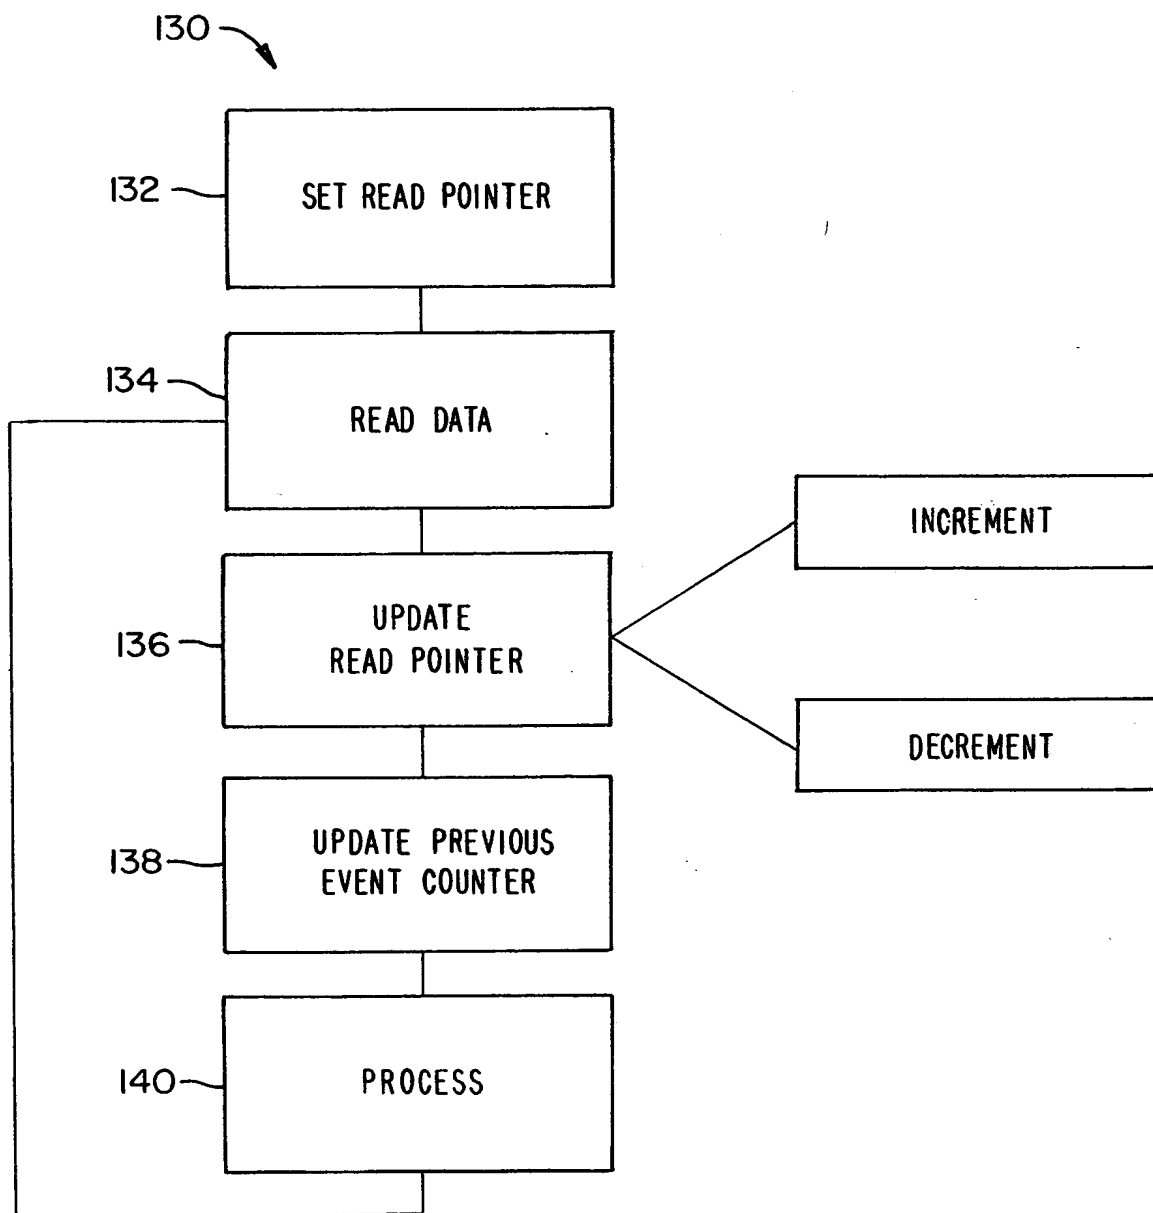 130
132
SET READ POINTER
134
READ DATA
INCREMENT
136
UPDATE
READ POINTER
DECREMENT
138
UPDATE PREVIOUS
EVENT COUNTER
140
PROCESS